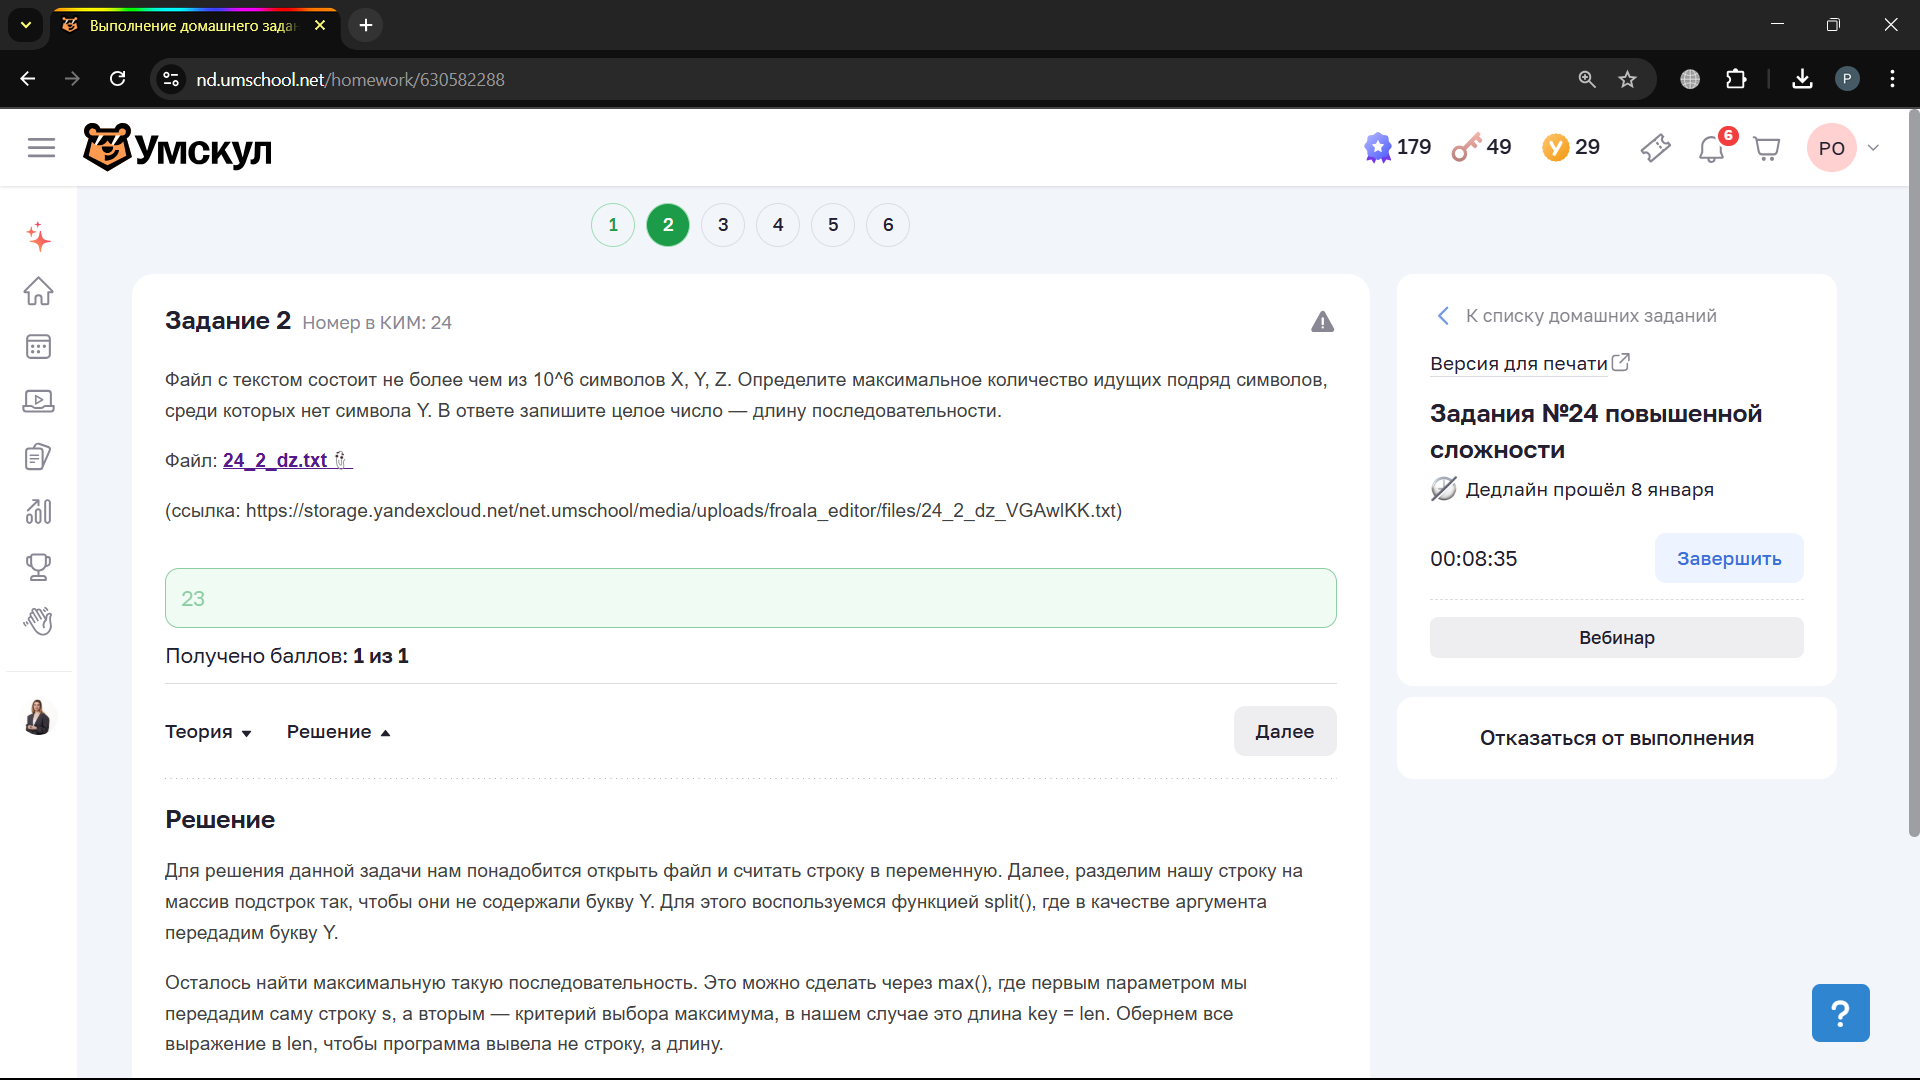 Выполнение домашнего зада
nd.umschool.net/homework/630582288
P
Умскул
179
49
29
6
РО
1
2
3
4
5
6
Задание 2 Номер в КИМ: 24
Файл с текстом состоит не более чем из 10^6 символов X, Y, Z. Определите максимальное количество идущих подряд символов,
среди которых нет символа Y. В ответе запишите целое число — длину последовательности.
Файл: 24_2_dz.txt
(ссылка: https://storage.yandexcloud.net/net.umschool/media/uploads/froala_editor/files/24_2_dz_VGAwlKK.txt)
23
Получено баллов: 1 из 1
Теория
Решение
Далее
Решение
Для решения данной задачи нам понадобится открыть файл и считать строку в переменную. Далее, разделим нашу строку на
массив подстрок так, чтобы они не содержали букву Y. Для этого воспользуемся функцией split(), где в качестве аргумента
передадим букву Y.
Осталось найти максимальную такую последовательность. Это можно сделать через max(), где первым параметром мы
передадим саму строку s, а вторым — критерий выбора максимума, в нашем случае это длина key = len. Обернем все
выражение в len, чтобы программа вывела не строку, а длину.
К списку домашних заданий
Версия для печати
Задания №24 повышенной
сложности
Дедлайн прошёл 8 января
00:08:35
Завершить
Вебинар
Отказаться от выполнения
?